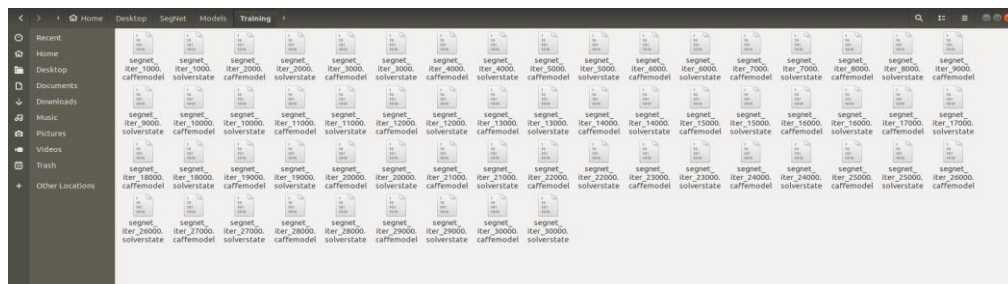 Home Desktop SegNet Models Training
Recent
Home
Desktop
Documents
Downloads
Music
Pictures
Videos
Trash
Other Locations
segnet_ segnet_ segnet_ segnet_ segnet_ segnet_ segnet_ segnet_ segnet_ segnet_ segnet_ segnet_ segnet_ segnet_ segnet_ segnet_ segnet_
iter_1000. iter_1000. iter_2000. iter_2000. iter_3000. iter_3000. iter_4000. iter_4000. iter_5000. iter_5000. iter_6000. iter_6000. iter_7000. iter_7000. iter_8000. iter_8000. iter_9000.
caffemodel solverstate caffemodel solverstate caffemodel solverstate caffemodel solverstate caffemodel solverstate caffemodel solverstate caffemodel solverstate caffemodel solverstate caffemodel
segnet_ segnet_ segnet_ segnet_ segnet_ segnet_ segnet_ segnet_ segnet_ segnet_ segnet_ segnet_ segnet_ segnet_ segnet_ segnet_ segnet_
iter_9000. iter_10000. iter_10000. iter_11000. iter_11000. iter_12000. iter_12000. iter_13000. iter_13000. iter_14000. iter_14000. iter_15000. iter_15000. iter_16000. iter_16000. iter_17000. iter_17000.
solverstate caffemodel solverstate caffemodel solverstate caffemodel solverstate caffemodel solverstate caffemodel solverstate caffemodel solverstate caffemodel solverstate caffemodel solverstate
segnet_ segnet_ segnet_ segnet_ segnet_ segnet_ segnet_ segnet_ segnet_ segnet_ segnet_ segnet_ segnet_ segnet_ segnet_ segnet_ segnet_
iter_18000. iter_18000. iter_19000. iter_19000. iter_20000. iter_20000. iter_21000. iter_21000. iter_22000. iter_22000. iter_23000. iter_23000. iter_24000. iter_24000. iter_25000. iter_25000. iter_26000.
caffemodel solverstate caffemodel solverstate caffemodel solverstate caffemodel solverstate caffemodel solverstate caffemodel solverstate caffemodel solverstate caffemodel solverstate caffemodel
segnet_ segnet_ segnet_ segnet_ segnet_ segnet_ segnet_ segnet_ segnet_
iter_26000. iter_27000. iter_27000. iter_28000. iter_28000. iter_29000. iter_29000. iter_30000. iter_30000.
solverstate caffemodel solverstate caffemodel solverstate caffemodel solverstate caffemodel solverstate